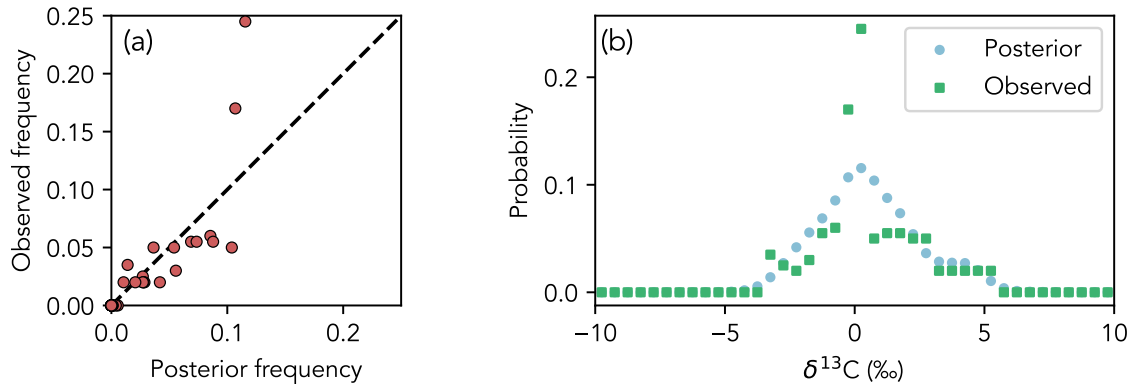 (a)
Observed frequency
0.25
0.20
0.15
0.10
0.05
0.00
0.0
0.1
0.2
Posterior frequency
(b)
Posterior
Observed
Probability
0.2
0.1
0.0
−10
−5
0
5
10
δ¹³C (‰)